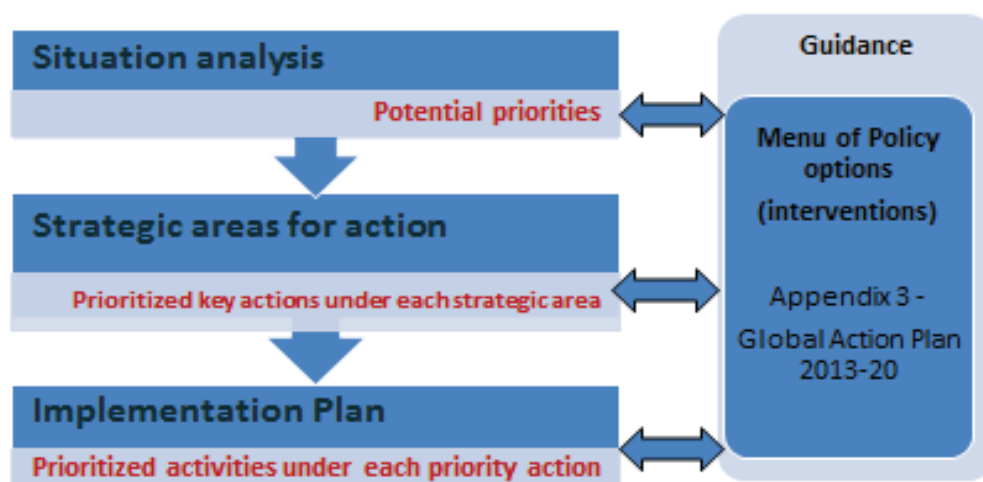 Situation analysis
Potential priorities
Strategic areas for action
Prioritized key actions under each strategic area
Implementation Plan
Prioritized activities under each priority action
Guidance
Menu of Policy
options
(interventions)
Appendix 3 -
Global Action Plan
2013-20